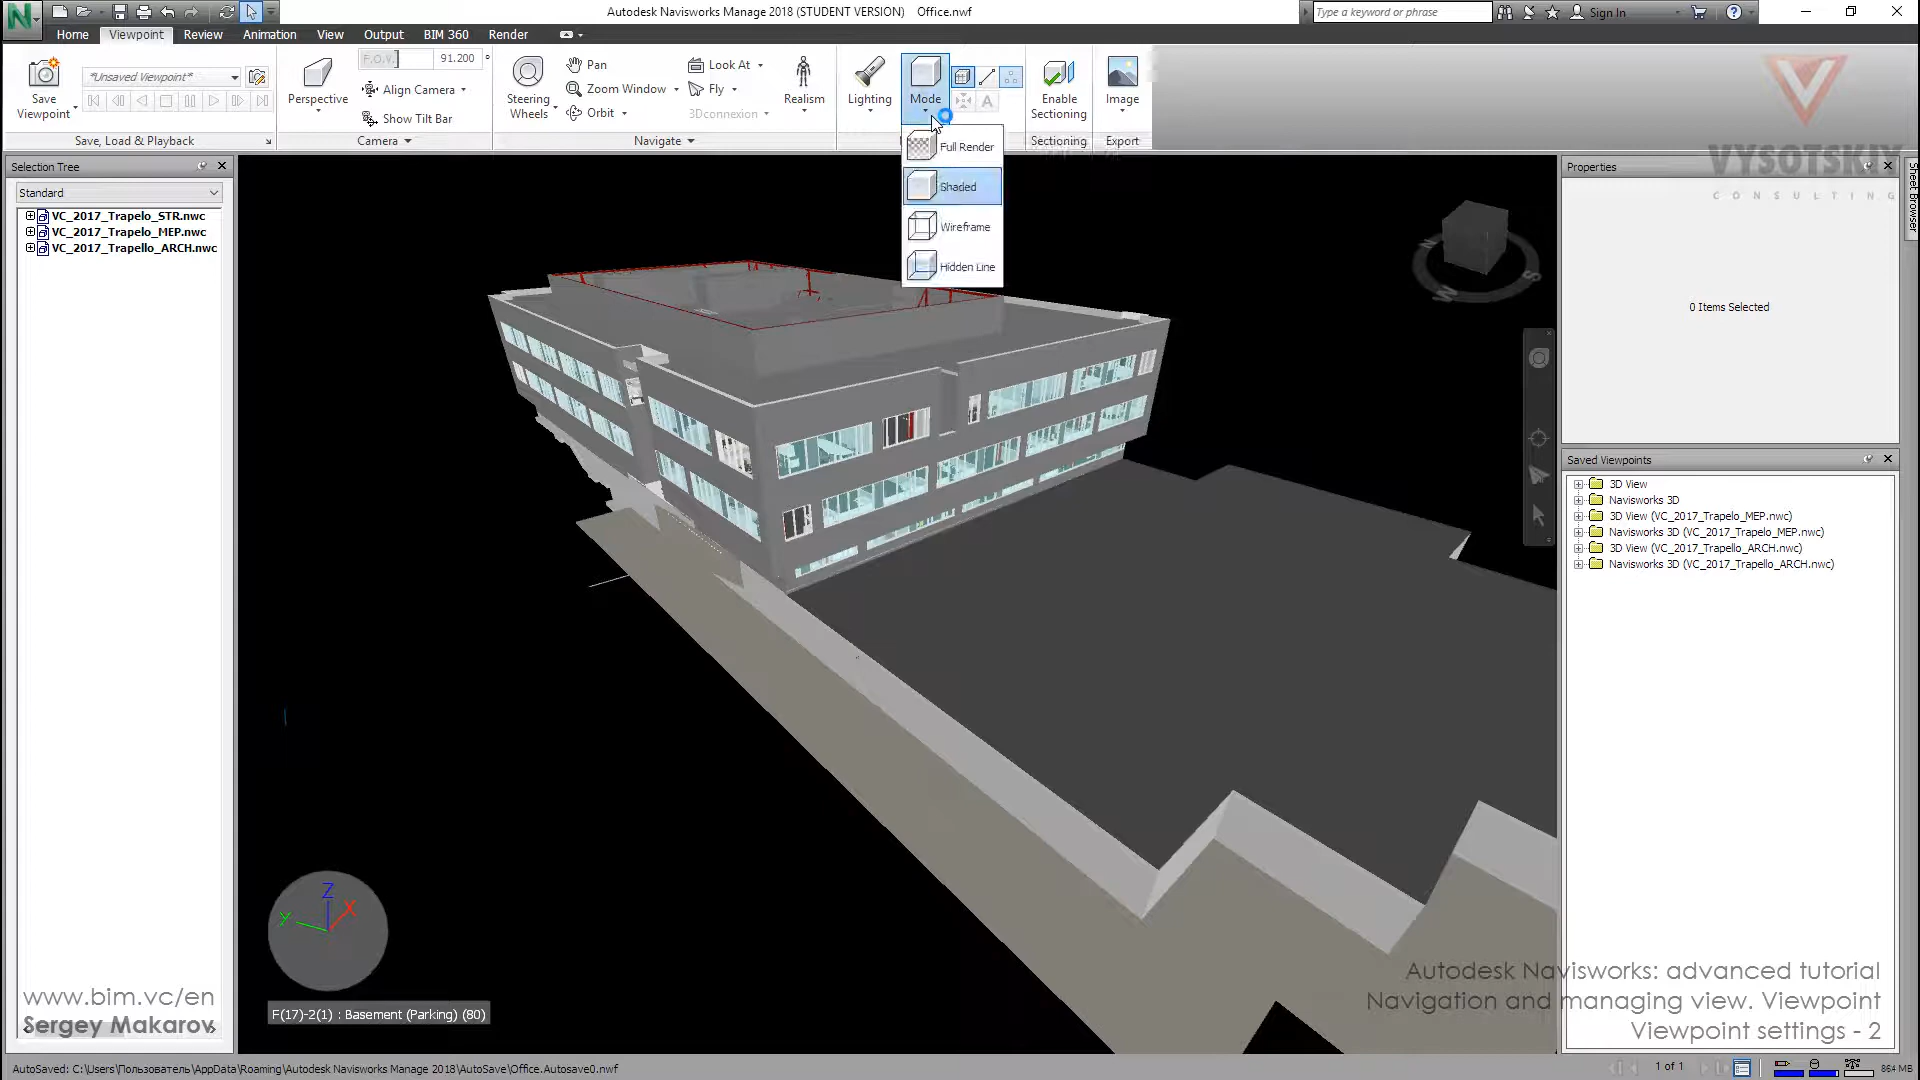 Autodesk Navisworks Manage 2018 (STUDENT VERSION) Office.nwf
Type a keyword or phrase
Sign In
Home Viewpoint Review Animation View Output BIM 360 Render
Save Viewpoint
*Unsaved Viewpoint*
Save, Load & Playback
Perspective
F.O.V. 91.200 °
Align Camera
Show Tilt Bar
Camera
Steering Wheels
Pan
Zoom Window
Orbit
Look At
Fly
3Dconnexion
Realism
Navigate
Lighting
Mode
A
Enable Sectioning
Sectioning
Image
Export
Full Render
Shaded
Wireframe
Hidden Line
VYSOTSKIY
CONSULTING
Selection Tree
Standard
VC_2017_Trapelo_STR.nwc
VC_2017_Trapelo_MEP.nwc
VC_2017_Trapello_ARCH.nwc
Properties
Sheet Browser
0 Items Selected
Saved Viewpoints
3D View
Navisworks 3D
3D View (VC_2017_Trapelo_MEP.nwc)
Navisworks 3D (VC_2017_Trapelo_MEP.nwc)
3D View (VC_2017_Trapello_ARCH.nwc)
Navisworks 3D (VC_2017_Trapello_ARCH.nwc)
N
W
S
Z
Y
X
F(17)-2(1) : Basement (Parking) (80)
www.bim.vc/en
Sergey Makarov
Autodesk Navisworks: advanced tutorial
Navigation and managing view. Viewpoint
Viewpoint settings - 2
AutoSaved: C:\Users\Пользователь\AppData\Roaming\Autodesk Navisworks Manage 2018\AutoSave\Office.Autosave0.nwf
1 of 1
864 MB